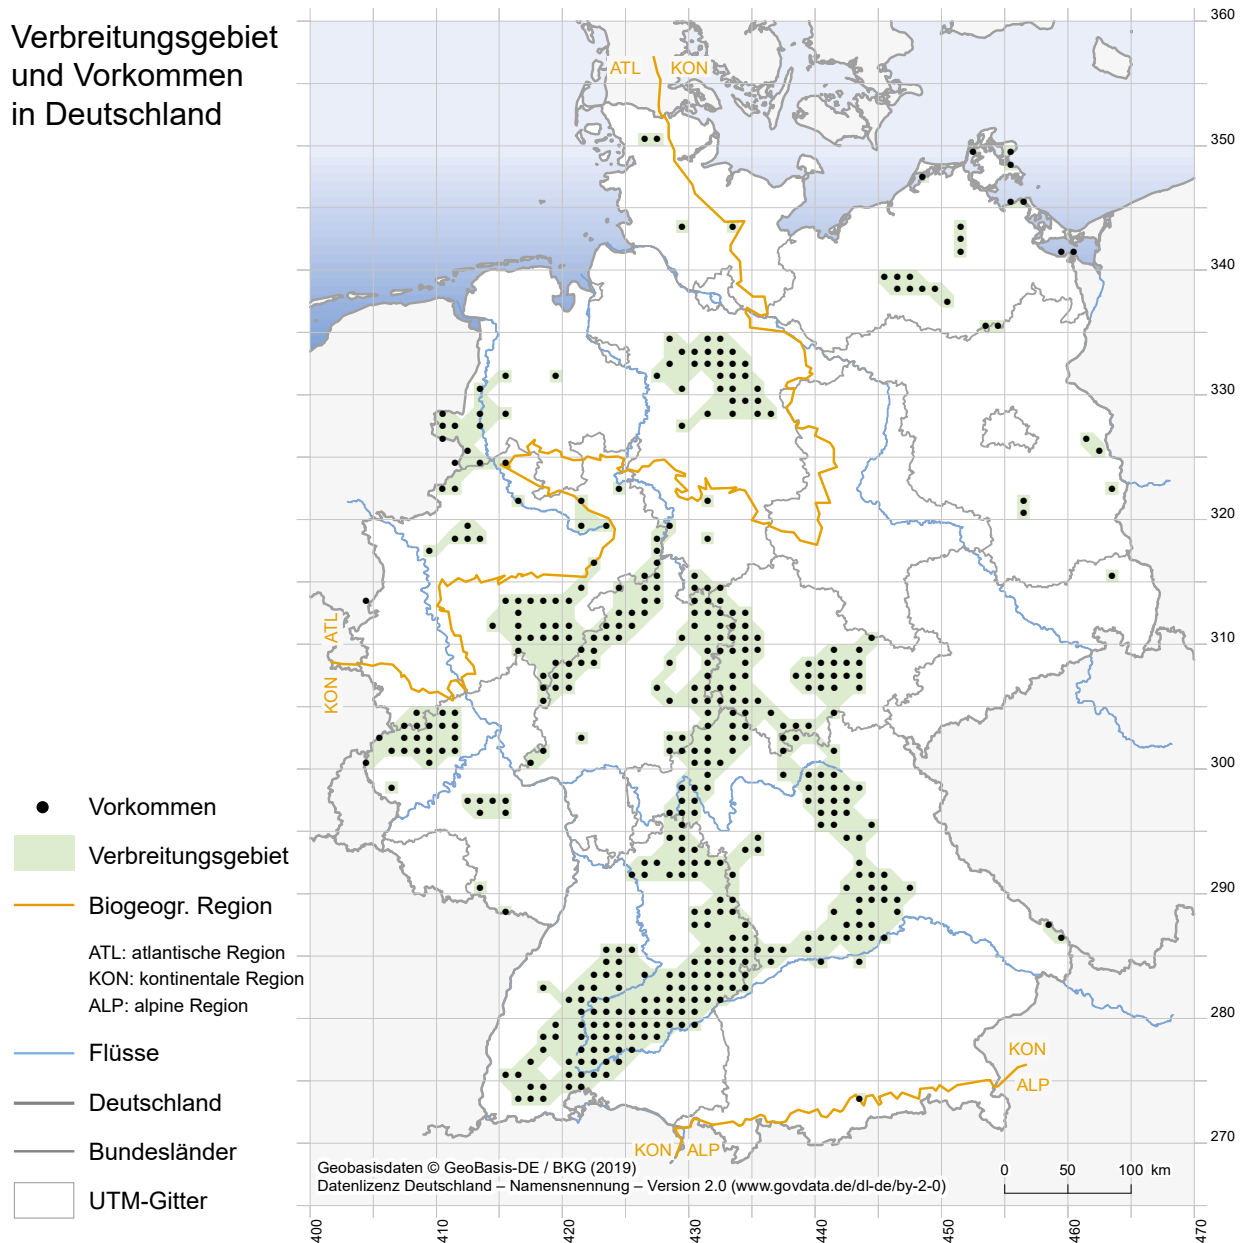 Verbreitungsgebiet
und Vorkommen
in Deutschland
ATL KON
360
350
340
330
320
310
300
290
280
270
ATL
KON
Vorkommen
Verbreitungsgebiet
Biogeogr. Region
ATL: atlantische Region
KON: kontinentale Region
ALP: alpine Region
Flüsse
Deutschland
Bundesländer
UTM-Gitter
KON
ALP
KON ALP
Geobasisdaten © GeoBasis-DE / BKG (2019)
Datenlizenz Deutschland – Namensnennung – Version 2.0 (www.govdata.de/dl-de/by-2-0)
0 50 100 km
400 410 420 430 440 450 460 470